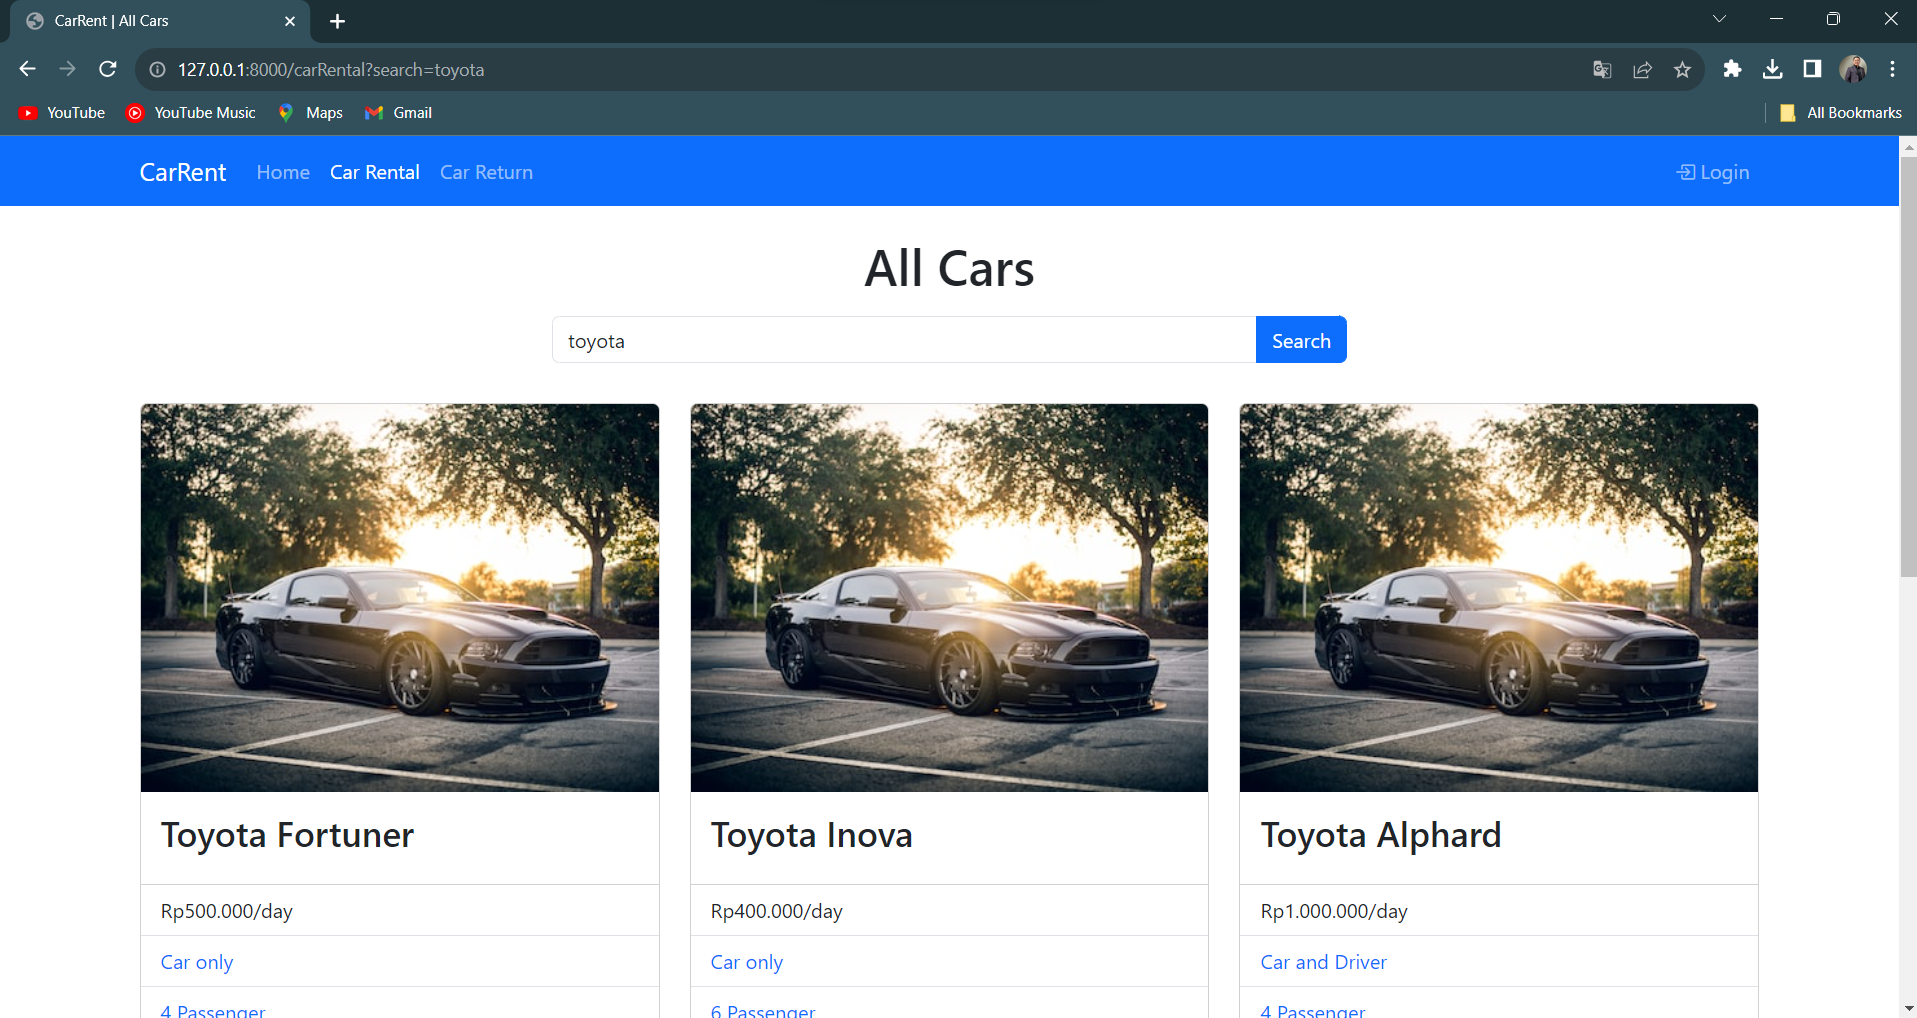 CarRent | All Cars
127.0.0.1:8000/carRental?search=toyota
YouTube YouTube Music Maps Gmail All Bookmarks
CarRent Home Car Rental Car Return Login
All Cars
toyota Search
Toyota Fortuner
Rp500.000/day
Car only
4 Passenger
Toyota Inova
Rp400.000/day
Car only
6 Passenger
Toyota Alphard
Rp1.000.000/day
Car and Driver
4 Passenger